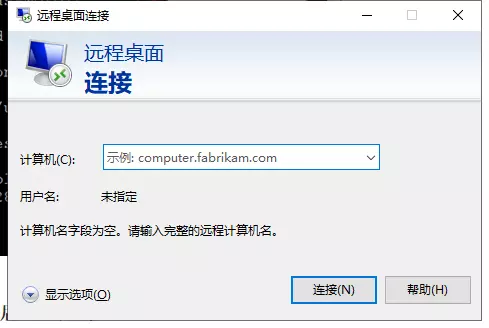 远程桌面连接
远程桌面
连接
计算机(C):
示例: computer.fabrikam.com
用户名:
未指定
计算机名字段为空。请输入完整的远程计算机名。
显示选项(O)
连接(N)
帮助(H)